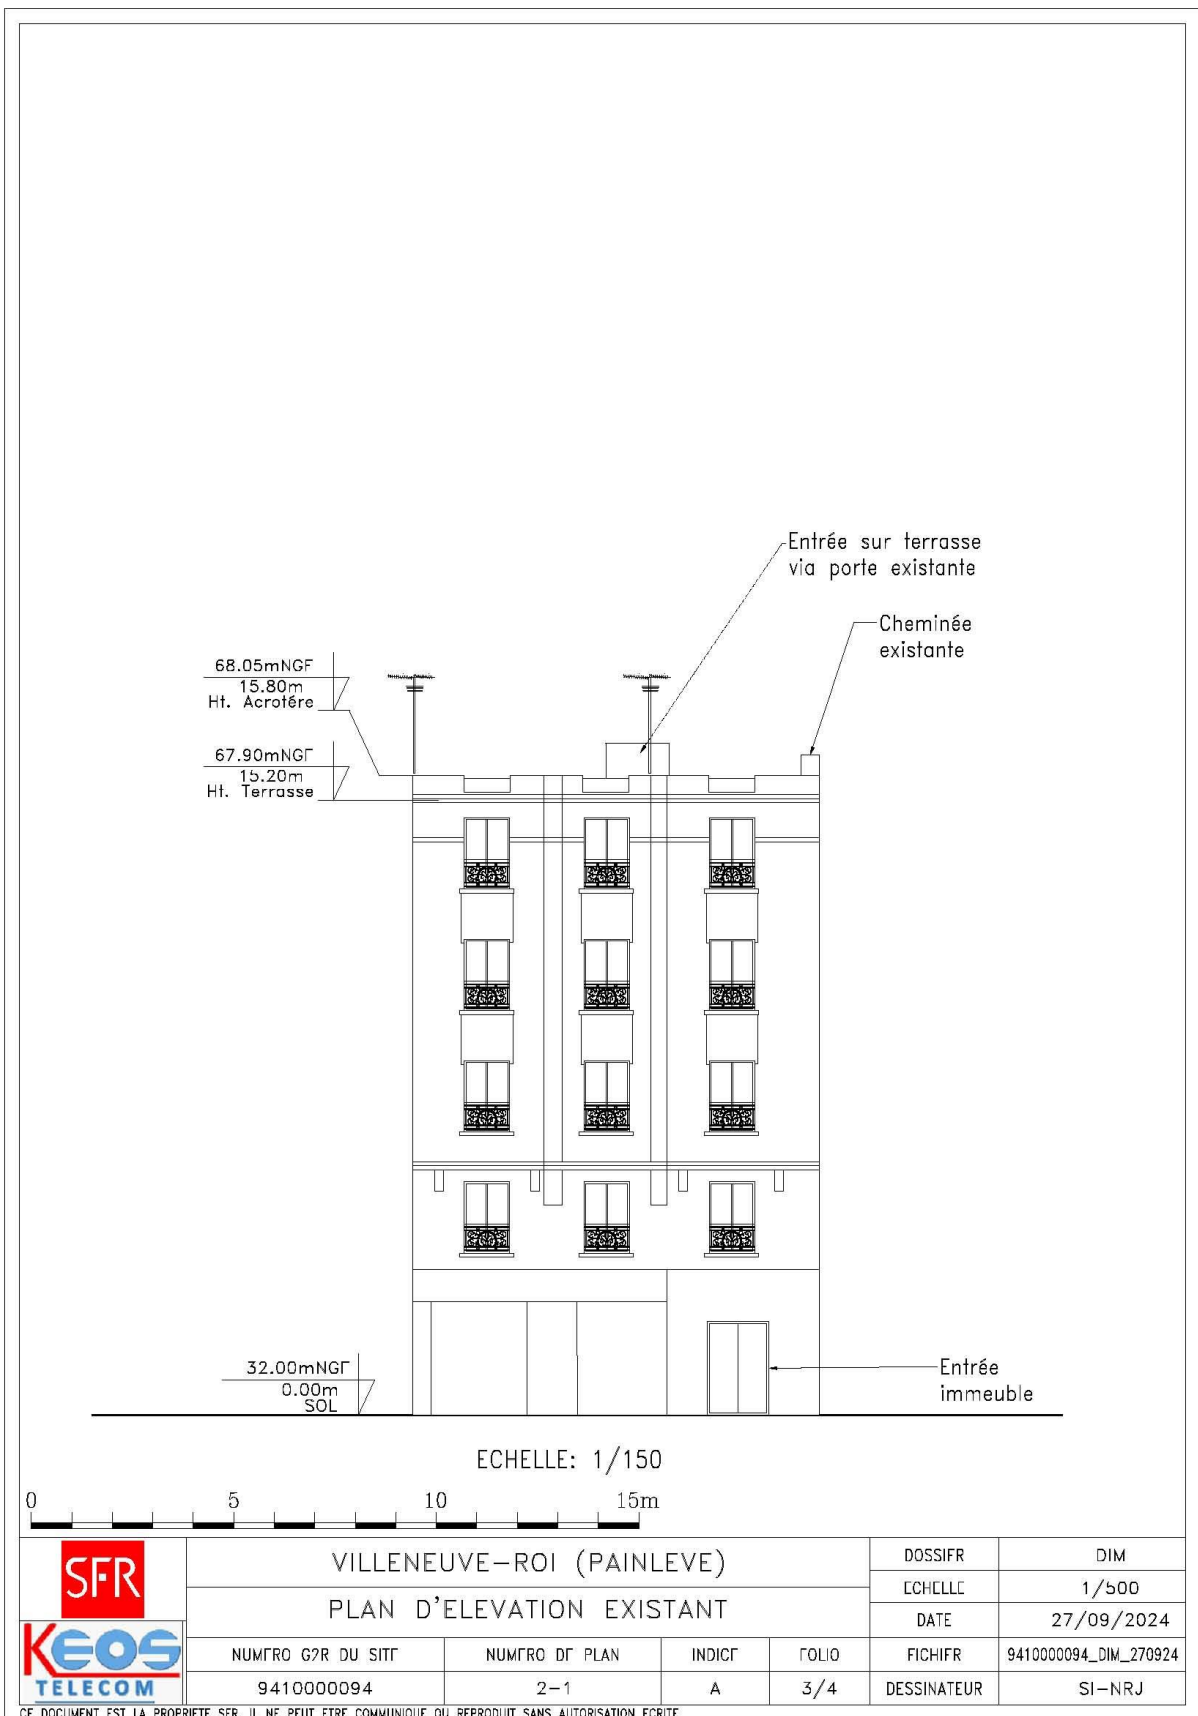 Entrée sur terrasse
via porte existante
Cheminée
existante
68.05mNGF
15.80m
Ht. Acrotére
67.90mNGF
15.20m
Ht. Terrasse
32.00mNGF
0.00m
SOL
Entrée
immeuble
ECHELLE: 1/150
0 5 10 15m
SFR
KEOS
TELECOM
VILLENEUVE-ROI (PAINLEVE)
PLAN D'ELEVATION EXISTANT
NUMERO G2R DU SITE
NUMERO DE PLAN
INDICE
FOLIO
9410000094
2-1
A
3/4
DOSSIER DIM
ECHELLE 1/500
DATE 27/09/2024
FICHIER 9410000094_DIM_270924
DESSINATEUR SI-NRJ
CE DOCUMENT EST LA PROPRIETE SFR. IL NE PEUT ETRE COMMUNIQUE OU REPRODUIT SANS AUTORISATION ECRITE